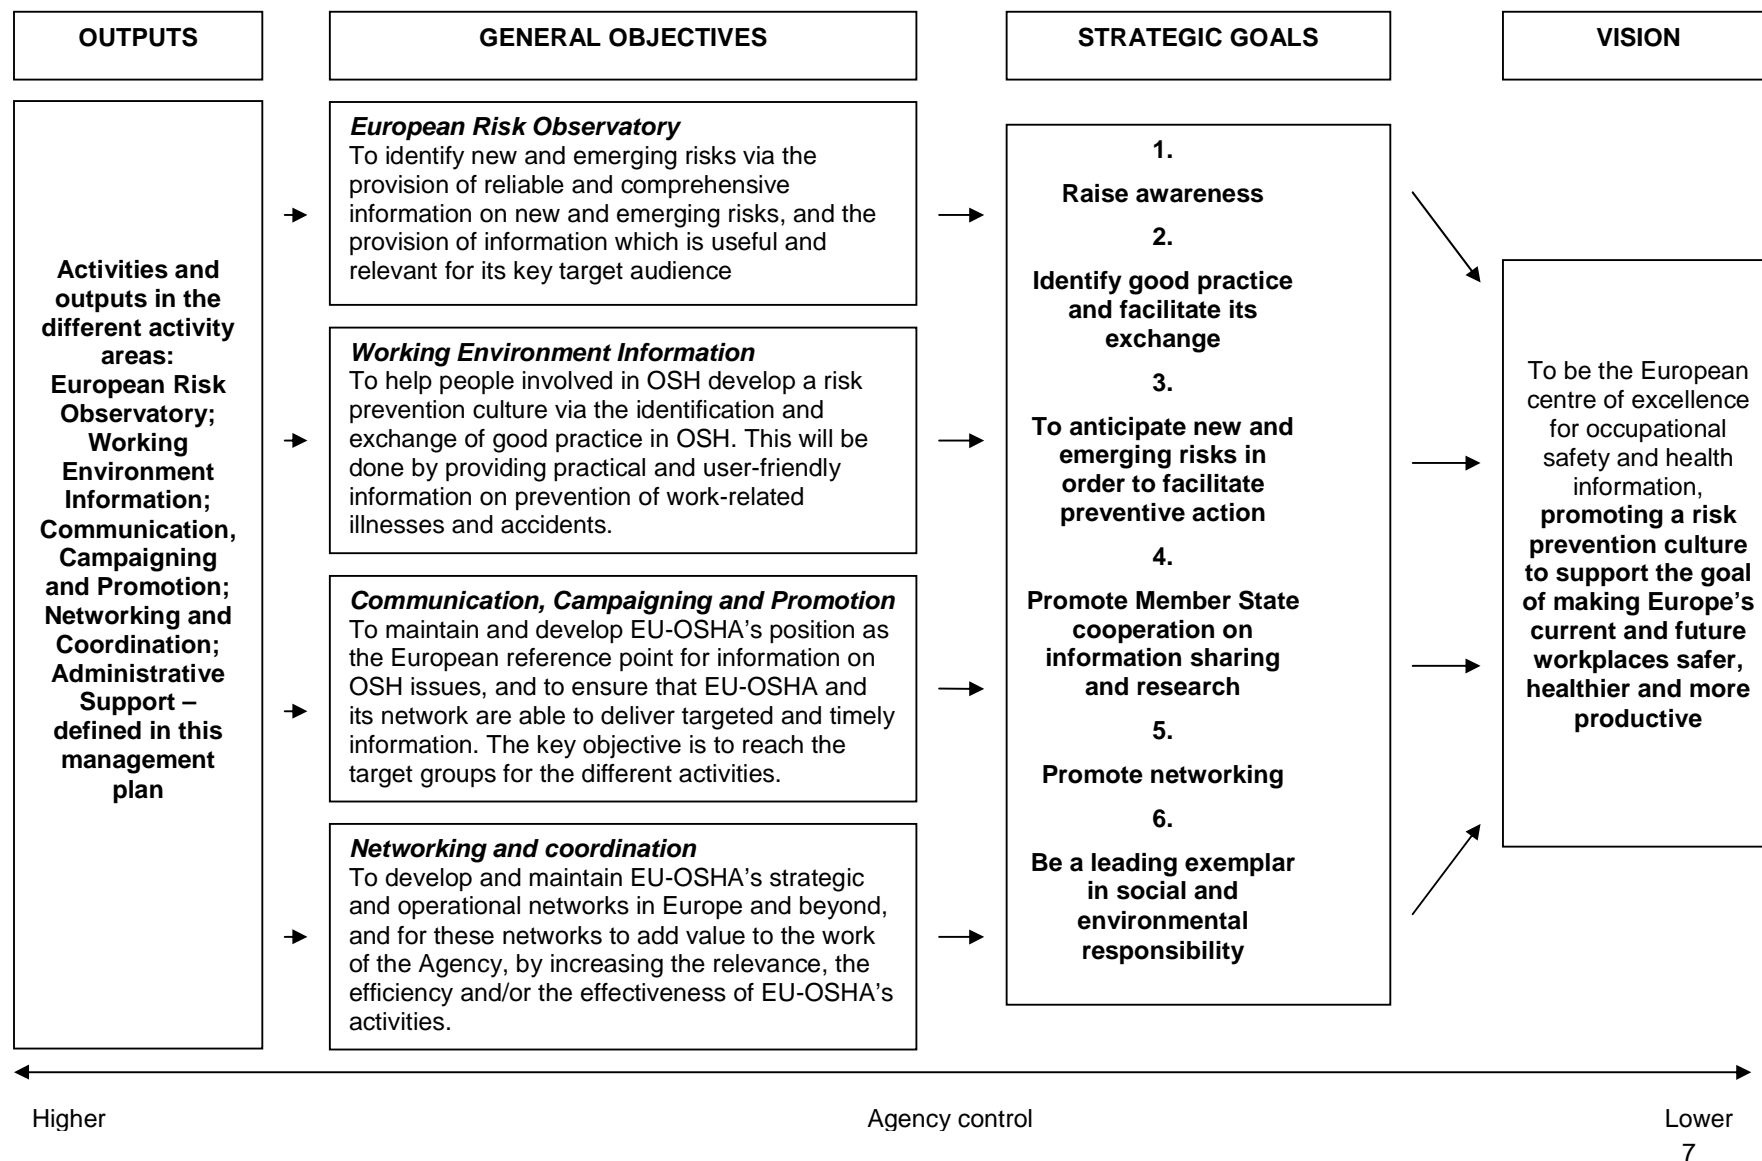 OUTPUTS
GENERAL OBJECTIVES
STRATEGIC GOALS
VISION
Activities and
outputs in the
different activity
areas:
European Risk
Observatory;
Working
Environment
Information;
Communication,
Campaigning
and Promotion;
Networking and
Coordination;
Administrative
Support –
defined in this
management
plan
European Risk Observatory
To identify new and emerging risks via the
provision of reliable and comprehensive
information on new and emerging risks, and the
provision of information which is useful and
relevant for its key target audience
Working Environment Information
To help people involved in OSH develop a risk
prevention culture via the identification and
exchange of good practice in OSH. This will be
done by providing practical and user-friendly
information on prevention of work-related
illnesses and accidents.
Communication, Campaigning and Promotion
To maintain and develop EU-OSHA's position as
the European reference point for information on
OSH issues, and to ensure that EU-OSHA and
its network are able to deliver targeted and timely
information. The key objective is to reach the
target groups for the different activities.
Networking and coordination
To develop and maintain EU-OSHA's strategic
and operational networks in Europe and beyond,
and for these networks to add value to the work
of the Agency, by increasing the relevance, the
efficiency and/or the effectiveness of EU-OSHA's
activities.
1.
Raise awareness
2.
Identify good practice
and facilitate its
exchange
3.
To anticipate new and
emerging risks in
order to facilitate
preventive action
4.
Promote Member State
cooperation on
information sharing
and research
5.
Promote networking
6.
Be a leading exemplar
in social and
environmental
responsibility
To be the European
centre of excellence
for occupational
safety and health
information,
promoting a risk
prevention culture
to support the goal
of making Europe's
current and future
workplaces safer,
healthier and more
productive
Higher
Agency control
Lower
7